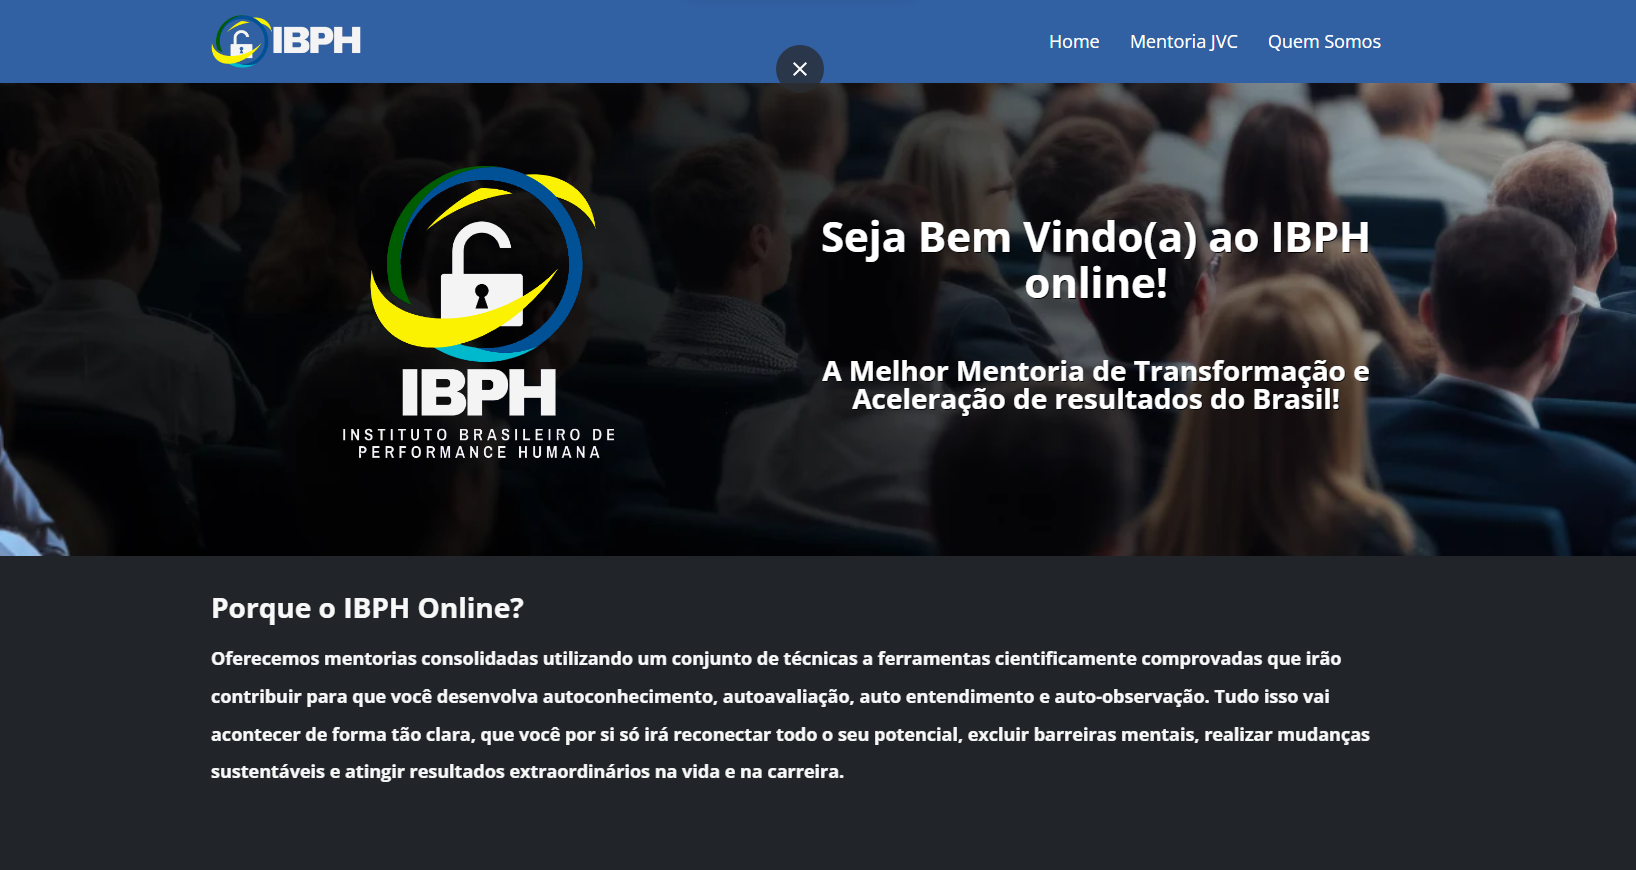 IBPH
Home
Mentoria JVC
Quem Somos
IBPH
INSTITUTO BRASILEIRO DE
PERFORMANCE HUMANA
Seja Bem Vindo(a) ao IBPH
online!
A Melhor Mentoria de Transformação e
Aceleração de resultados do Brasil!
Porque o IBPH Online?
Oferecemos mentorias consolidadas utilizando um conjunto de técnicas a ferramentas cientificamente comprovadas que irão
contribuir para que você desenvolva autoconhecimento, autoavaliação, auto entendimento e auto-observação. Tudo isso vai
acontecer de forma tão clara, que você por si só irá reconectar todo o seu potencial, excluir barreiras mentais, realizar mudanças
sustentáveis e atingir resultados extraordinários na vida e na carreira.